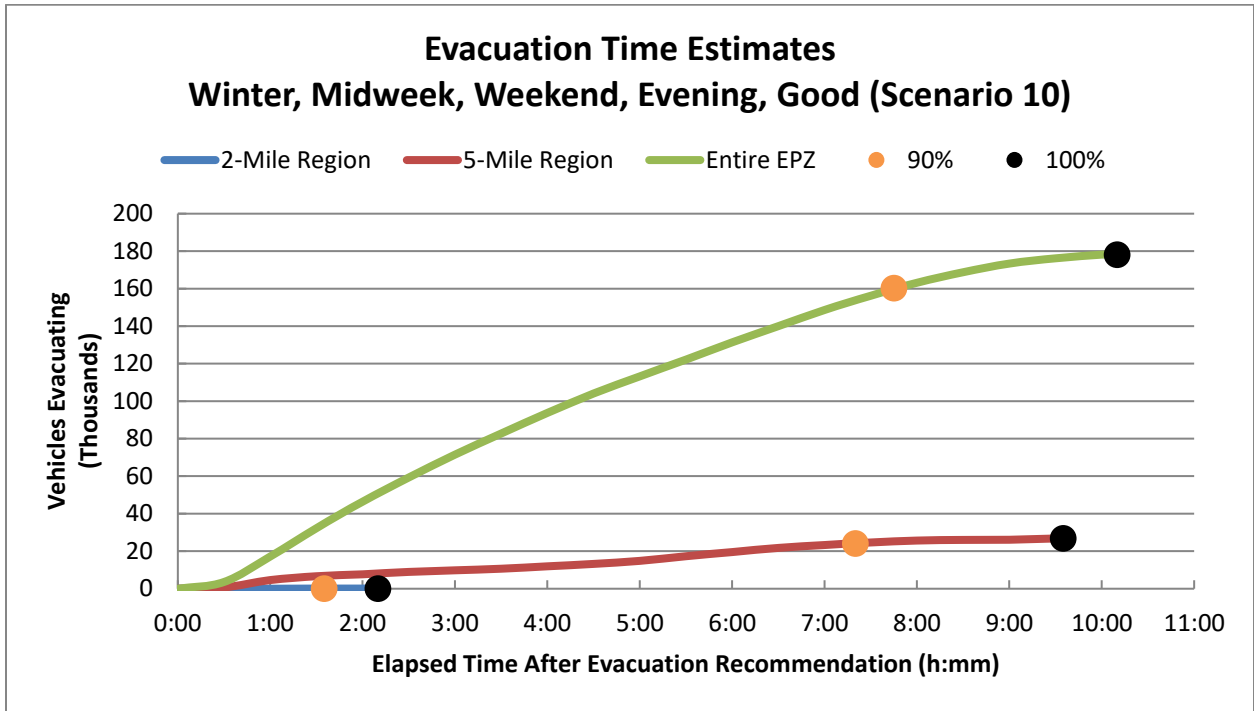 Evacuation Time Estimates
Winter, Midweek, Weekend, Evening, Good (Scenario 10)
2-Mile Region 5-Mile Region Entire EPZ 90% 100%
Vehicles Evacuating
(Thousands)
200
180
160
140
120
100
80
60
40
20
0
0:00 1:00 2:00 3:00 4:00 5:00 6:00 7:00 8:00 9:00 10:00 11:00
Elapsed Time After Evacuation Recommendation (h:mm)